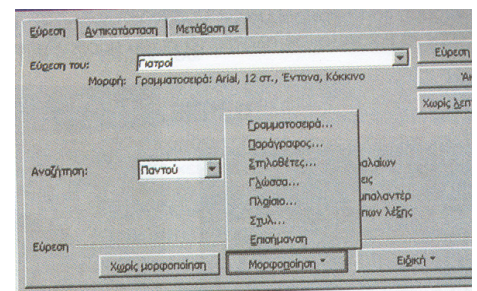 Εύρεση Αντικατάσταση Μετάβαση σε
Εύρεση του: Γιατροί Εύρεση
Μορφή: Γραμματοσειρά: Arial, 12 στ., Έντονα, Κόκκινο
Χωρίς λεπ
Γραμματοσειρά...
Παράγραφος...
Αναζήτηση: Παντού Στηλοθέτες... αλαίων
Γλώσσα... εις
Πλαίσιο... μπαλαντέρ
Στυλ... πων λέξης
Επισήμανση
Εύρεση
Χωρίς μορφοποίηση Μορφοποίηση Ειδική